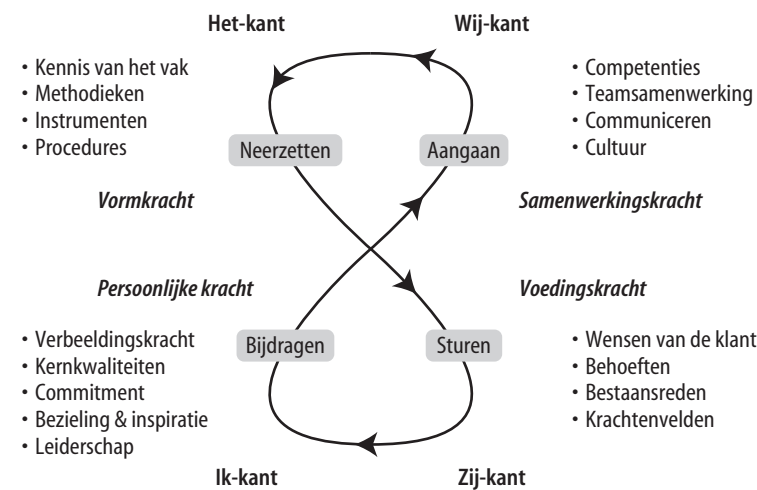 Het-kant
Wij-kant
• Kennis van het vak
• Methodieken
• Instrumenten
• Procedures
• Competenties
• Teamsamenwerking
• Communiceren
• Cultuur
Neerzetten
Aangaan
Vormkracht
Samenwerkingskracht
Persoonlijke kracht
Voedingskracht
• Verbeeldingskracht
• Kernkwaliteiten
• Commitment
• Bezieling & inspiratie
• Leiderschap
Bijdragen
Sturen
• Wensen van de klant
• Behoeften
• Bestaansreden
• Krachtenvelden
Ik-kant
Zij-kant